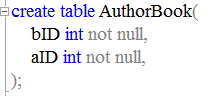 create table AuthorBook(
bID int not null,
aID int not null,
);